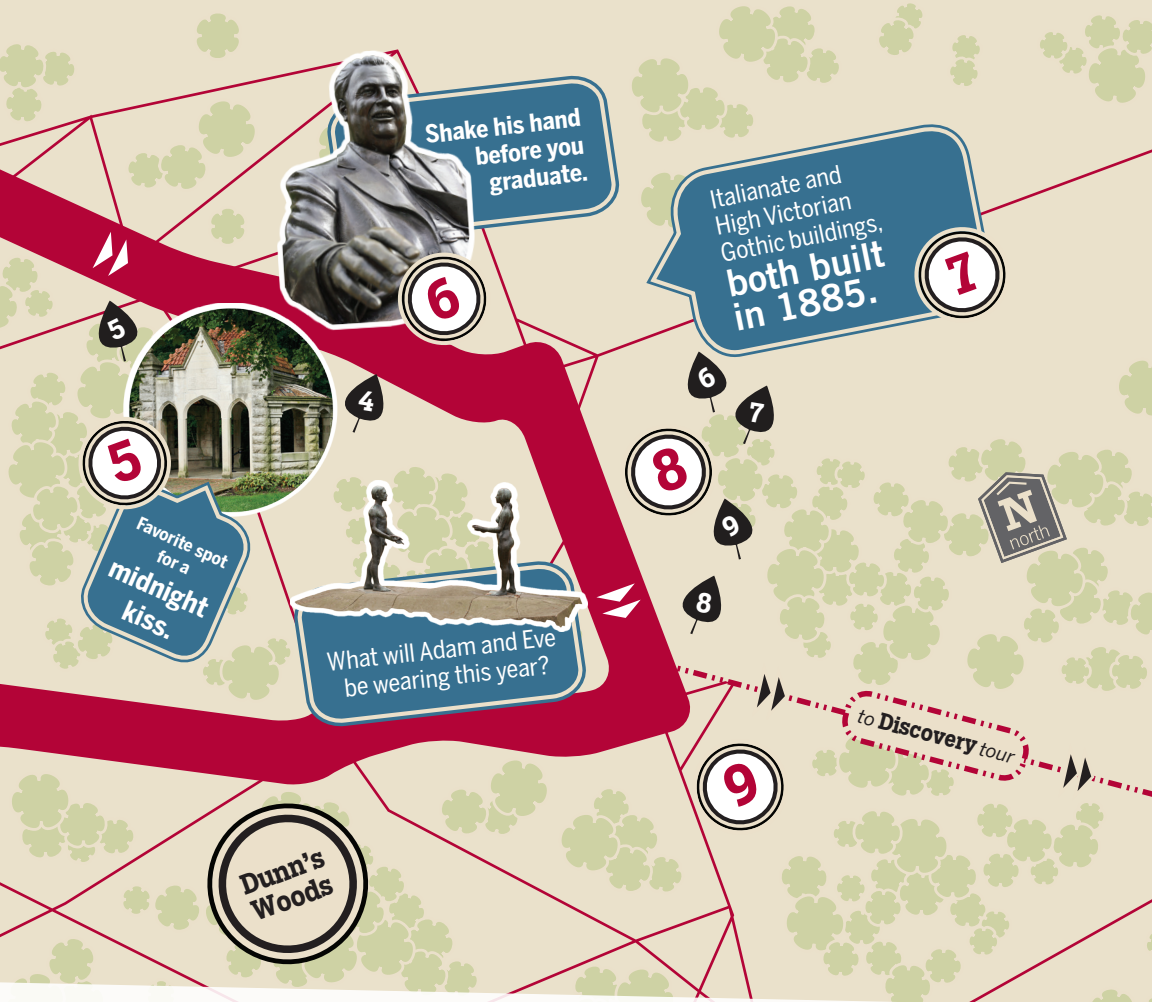 Shake his hand
before you
graduate.
6
Italianate and
High Victorian
Gothic buildings,
both built
in 1885.
7
5
4
6
7
5
8
9
8
Favorite spot
for a
midnight
kiss.
What will Adam and Eve
be wearing this year?
N
north
to Discovery tour
9
Dunn's
Woods